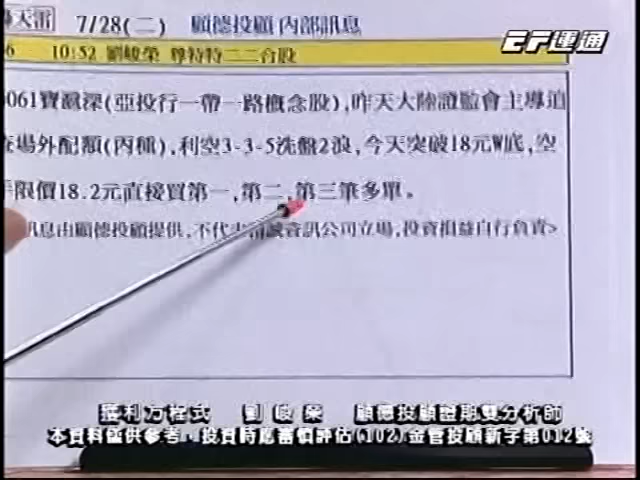 7/28(二) 顧德投顧 內部訊息
EF運通
10:52 劉峻榮 尊特特二二合股
061寶滬深(亞投行一帶一路概念股),昨天大陸證監會主導追
場外配額(丙種),利空3-3-5洗盤2浪,今天突破18元W底,空
限價18.2元直接買第一,第二,第三筆多單。
訊息由顧德投顧提供,不代表 資訊公司立場,投資損益自行負責>
獲利方程式 劉峻榮 顧德投顧證期雙分析師
本資料僅供參考,投資時應審慎評估(102)金管投顧新字第012號